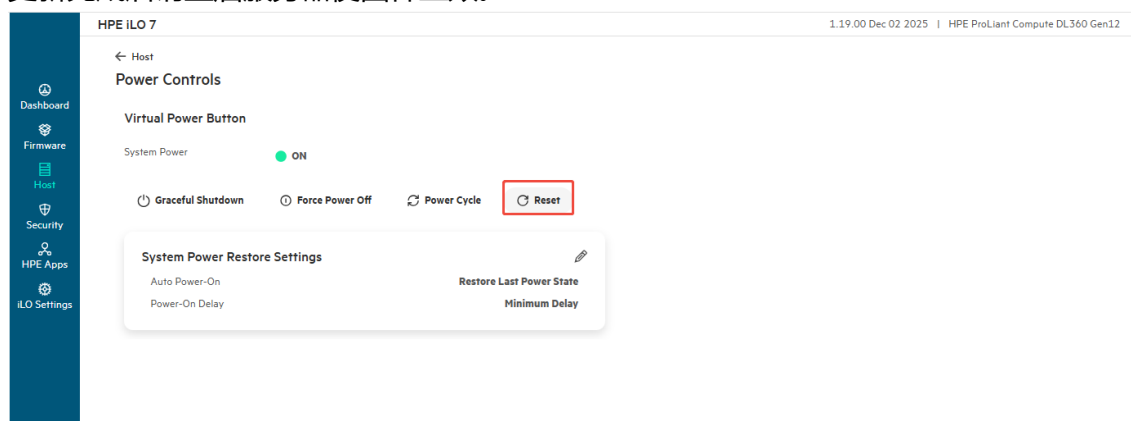 HPE iLO 7
1.19.00 Dec 02 2025 | HPE ProLiant Compute DL360 Gen12
Host
Power Controls
Dashboard
Firmware
Host
Security
HPE Apps
iLO Settings
Virtual Power Button
System Power
ON
Graceful Shutdown
Force Power Off
Power Cycle
Reset
System Power Restore Settings
Auto Power-On
Restore Last Power State
Power-On Delay
Minimum Delay